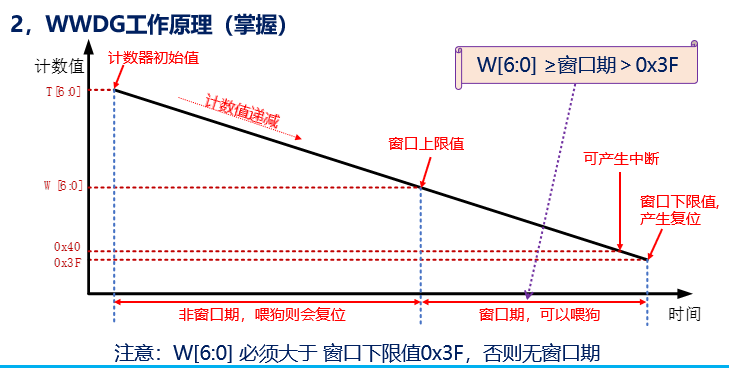 2，WWDG工作原理（掌握）
计数器初始值
W[6:0] ≥窗口期＞0x3F
计数值
T[6:0]
计数值递减
窗口上限值
可产生中断
W[6:0]
窗口下限值,
产生复位
0x40
0x3F
非窗口期，喂狗则会复位
窗口期，可以喂狗
时间
注意：W[6:0] 必须大于 窗口下限值0x3F，否则无窗口期